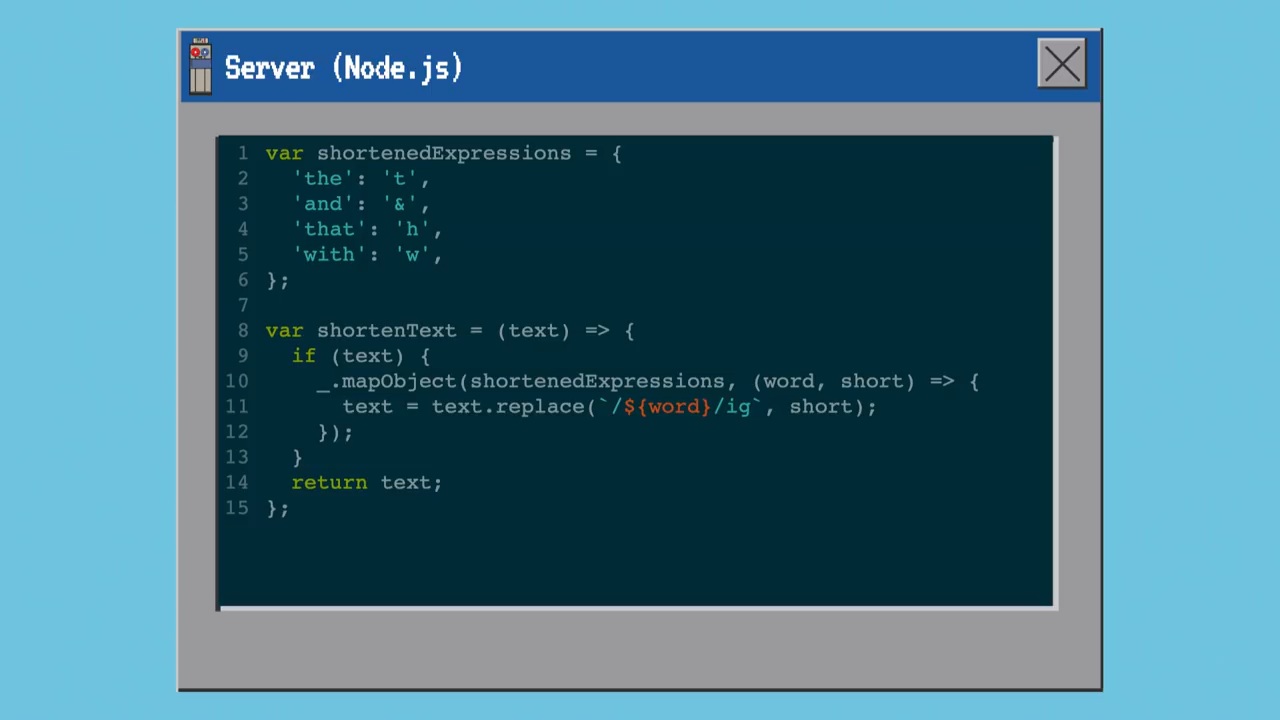 Server (Node.js)
1 var shortenedExpressions = {
2   'the': 't',
3   'and': '&',
4   'that': 'h',
5   'with': 'w',
6 };
7
8 var shortenText = (text) => {
9   if (text) {
10     _.mapObject(shortenedExpressions, (word, short) => {
11       text = text.replace(`/${word}/ig`, short);
12     });
13   }
14   return text;
15 };